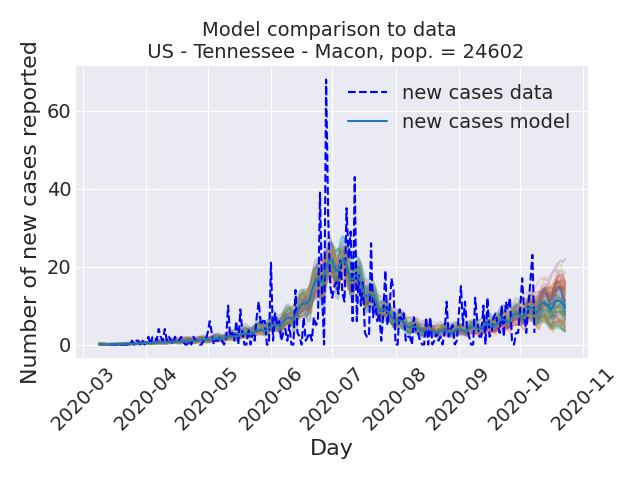 Model comparison to data
US - Tennessee - Macon, pop. = 24602
Number of new cases reported
60
40
20
0
new cases data
new cases model
2020-03
2020-04
2020-05
2020-06
2020-07
2020-08
2020-09
2020-10
2020-11
Day